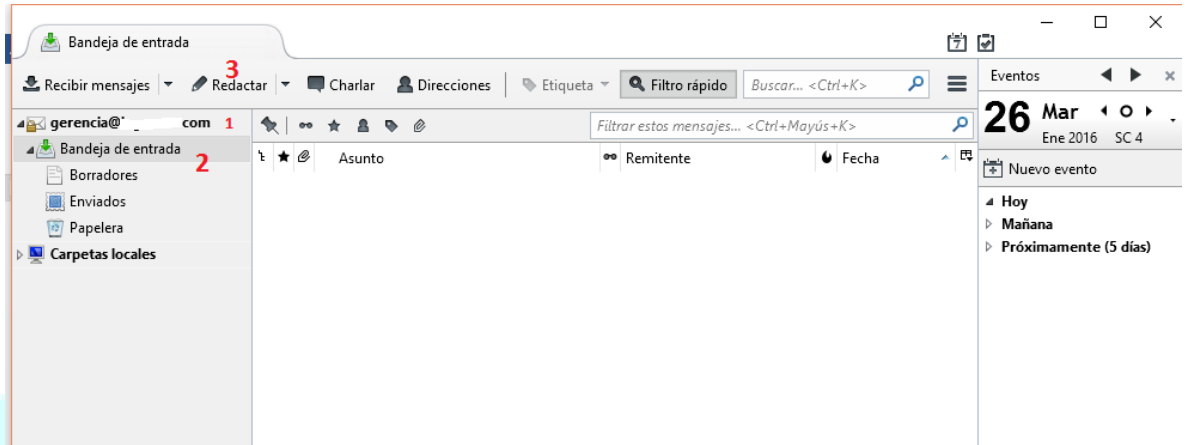 Bandeja de entrada
3
Recibir mensajes Redactar Charlar Direcciones Etiqueta Filtro rápido Buscar... <Ctrl+K>
gerencia@ com 1
Bandeja de entrada
2
Borradores
Enviados
Papelera
Carpetas locales
Filtrar estos mensajes... <Ctrl+Mayús+K>
Asunto Remitente Fecha
7
Eventos
26 Mar
Ene 2016 SC 4
Nuevo evento
Hoy
Mañana
Próximamente (5 días)